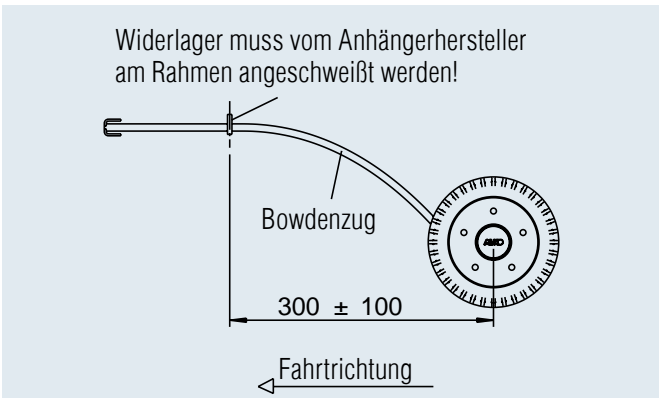 Widerlager muss vom Anhängerhersteller
am Rahmen angeschweißt werden!
Bowdenzug
300 ± 100
Fahrtrichtung